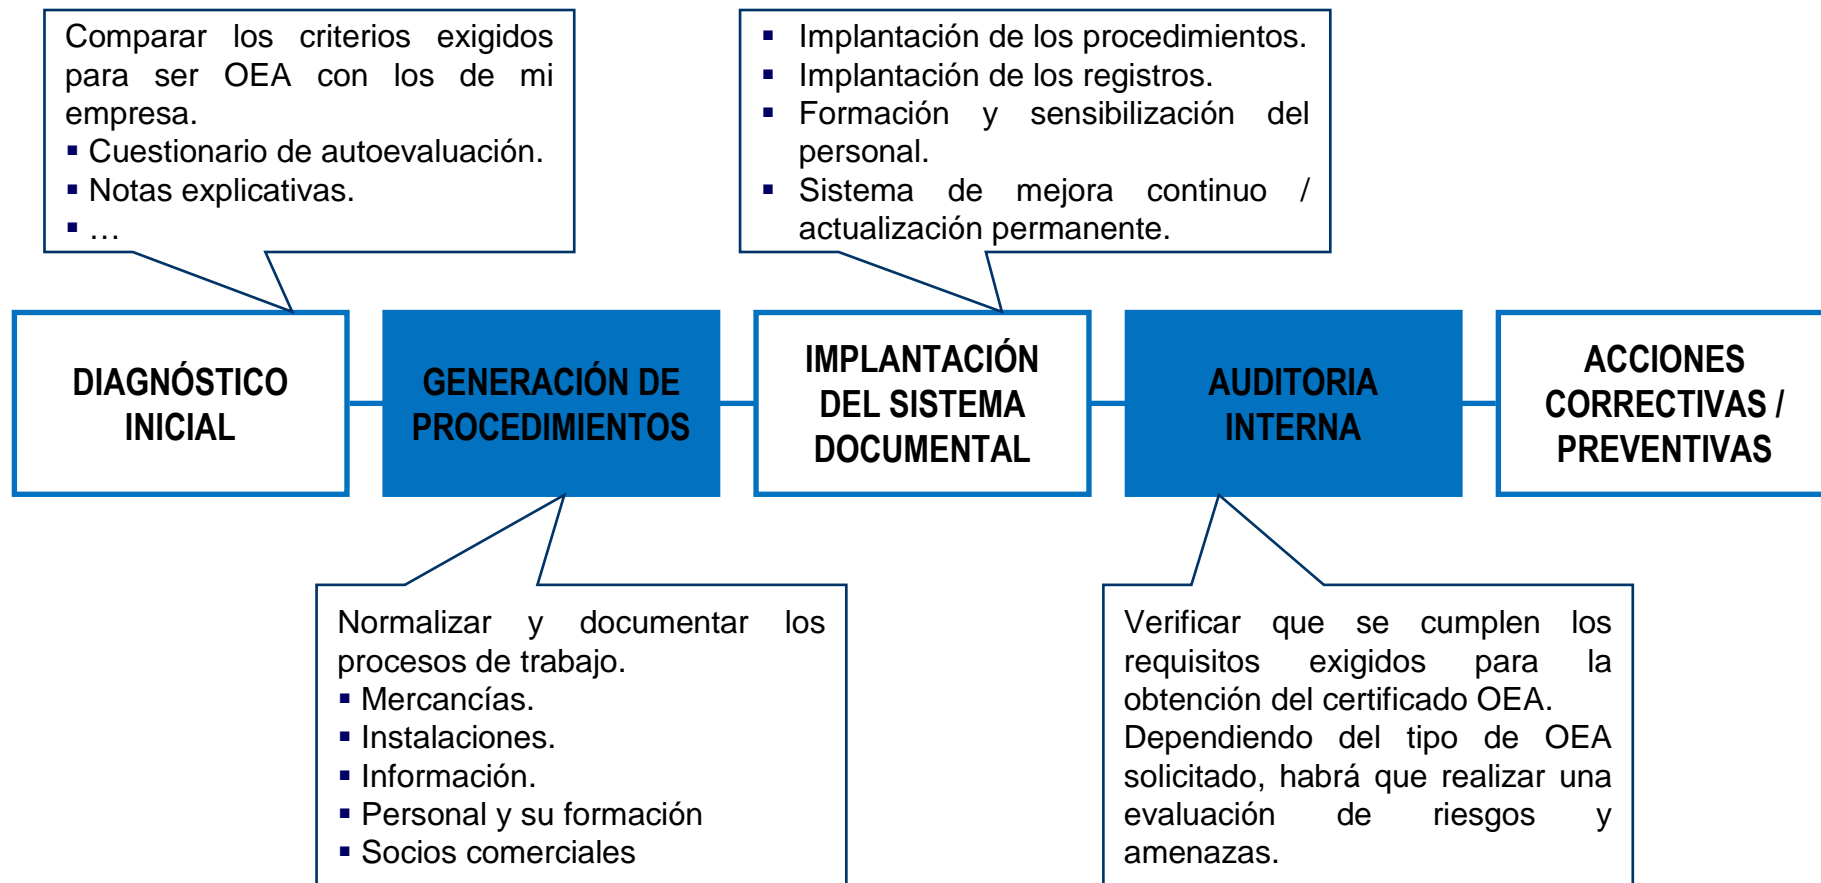 Comparar los criterios exigidos
para ser OEA con los de mi
empresa.
▪ Cuestionario de autoevaluación.
▪ Notas explicativas.
▪ …
▪ Implantación de los procedimientos.
▪ Implantación de los registros.
▪ Formación y sensibilización del
personal.
▪ Sistema de mejora continuo /
actualización permanente.
DIAGNÓSTICO
INICIAL
GENERACIÓN DE
PROCEDIMIENTOS
IMPLANTACIÓN
DEL SISTEMA
DOCUMENTAL
AUDITORIA
INTERNA
ACCIONES
CORRECTIVAS /
PREVENTIVAS
Normalizar y documentar los
procesos de trabajo.
▪ Mercancías.
▪ Instalaciones.
▪ Información.
▪ Personal y su formación
▪ Socios comerciales
Verificar que se cumplen los
requisitos exigidos para la
obtención del certificado OEA.
Dependiendo del tipo de OEA
solicitado, habrá que realizar una
evaluación de riesgos y
amenazas.